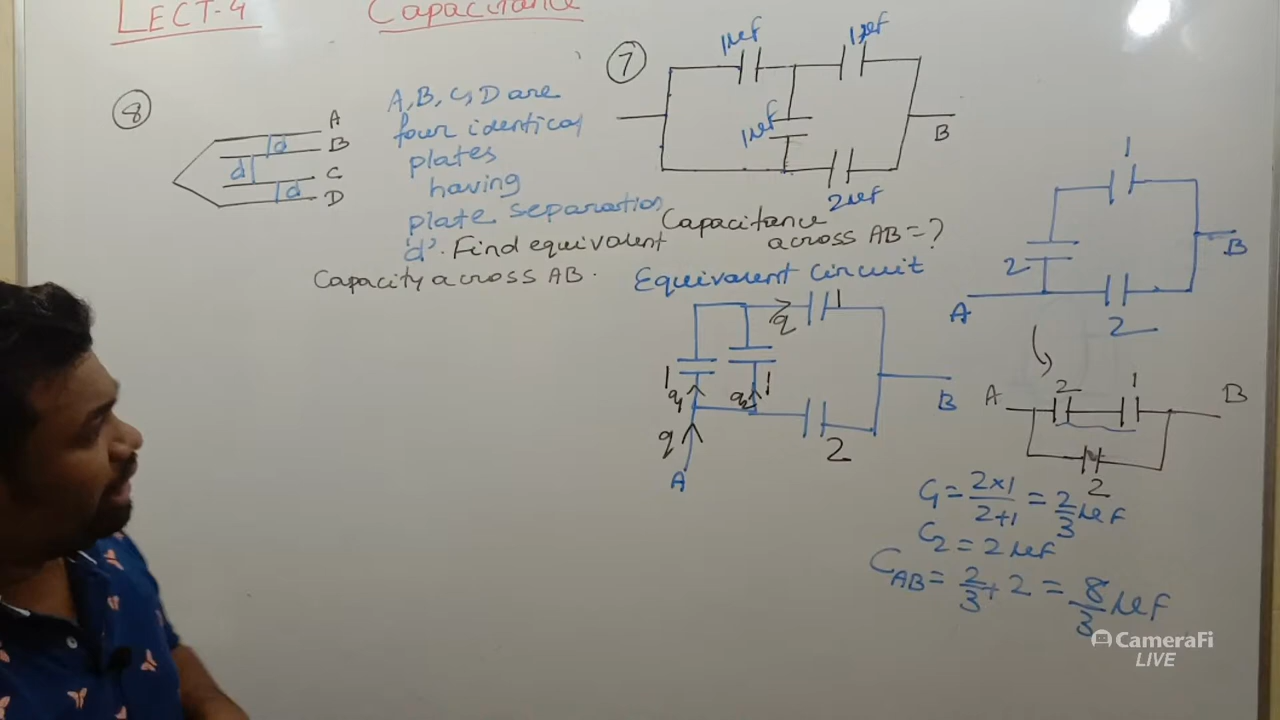 LECT-4 Capacitance
8
A
B
C
D
d
d
d
A, B, C, D are
four identical
plates
having
plate separation
'd'. Find equivalent
Capacity across AB.
7
1μF
1μF
1μF
2μF
B
Capacitance
across AB = ?
Equivalent circuit
q
1
1
q1
q2
1
q
2
A
B
1
2
B
A
2
A
2
1
B
2
C1 = 2×1/2+1 = 2/3 μF
C2 = 2μF
CAB = 2/3 + 2 = 8/3 μF
CameraFi
LIVE